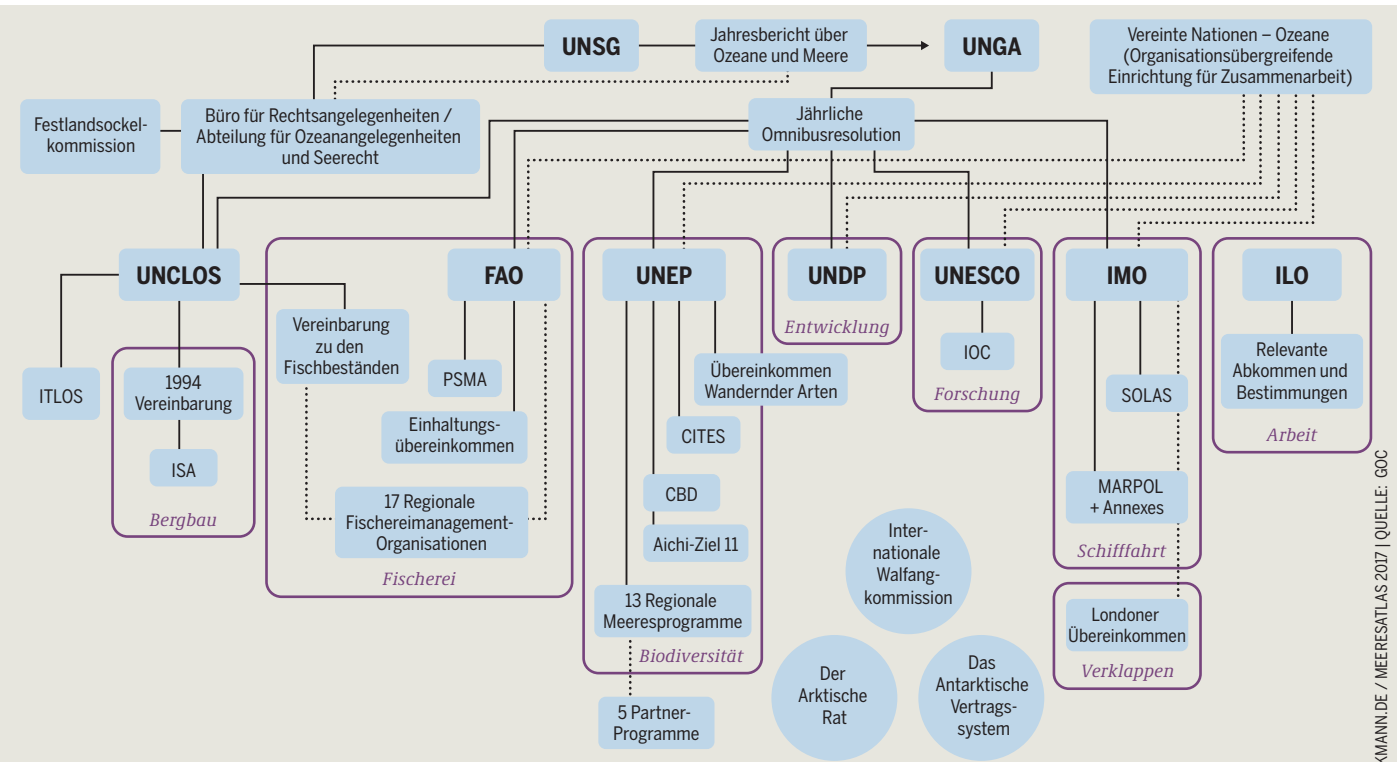 UNSG
Jahresbericht über
Ozeane und Meere
UNGA
Vereinte Nationen – Ozeane
(Organisationsübergreifende
Einrichtung für Zusammenarbeit)
Festlandsockel-
kommission
Büro für Rechtsangelegenheiten /
Abteilung für Ozeanangelegenheiten
und Seerecht
Jährliche
Omnibusresolution
UNCLOS
FAO
UNEP
UNDP
UNESCO
IMO
ILO
ITLOS
1994
Vereinbarung
ISA
Bergbau
Vereinbarung
zu den
Fischbeständen
PSMA
Einhaltungs-
übereinkommen
17 Regionale
Fischereimanagement-
Organisationen
Fischerei
Übereinkommen
Wandernder Arten
CITES
CBD
Aichi-Ziel 11
13 Regionale
Meeresprogramme
Biodiversität
5 Partner-
Programme
Entwicklung
IOC
Forschung
SOLAS
MARPOL
+ Annexes
Schifffahrt
Londoner
Übereinkommen
Verklappen
Relevante
Abkommen und
Bestimmungen
Arbeit
Inter-
nationale
Walfang-
kommission
Der
Arktische
Rat
Das
Antarktische
Vertrags-
system
KMANN.DE / MEERESATLAS 2017 | QUELLE: GOC